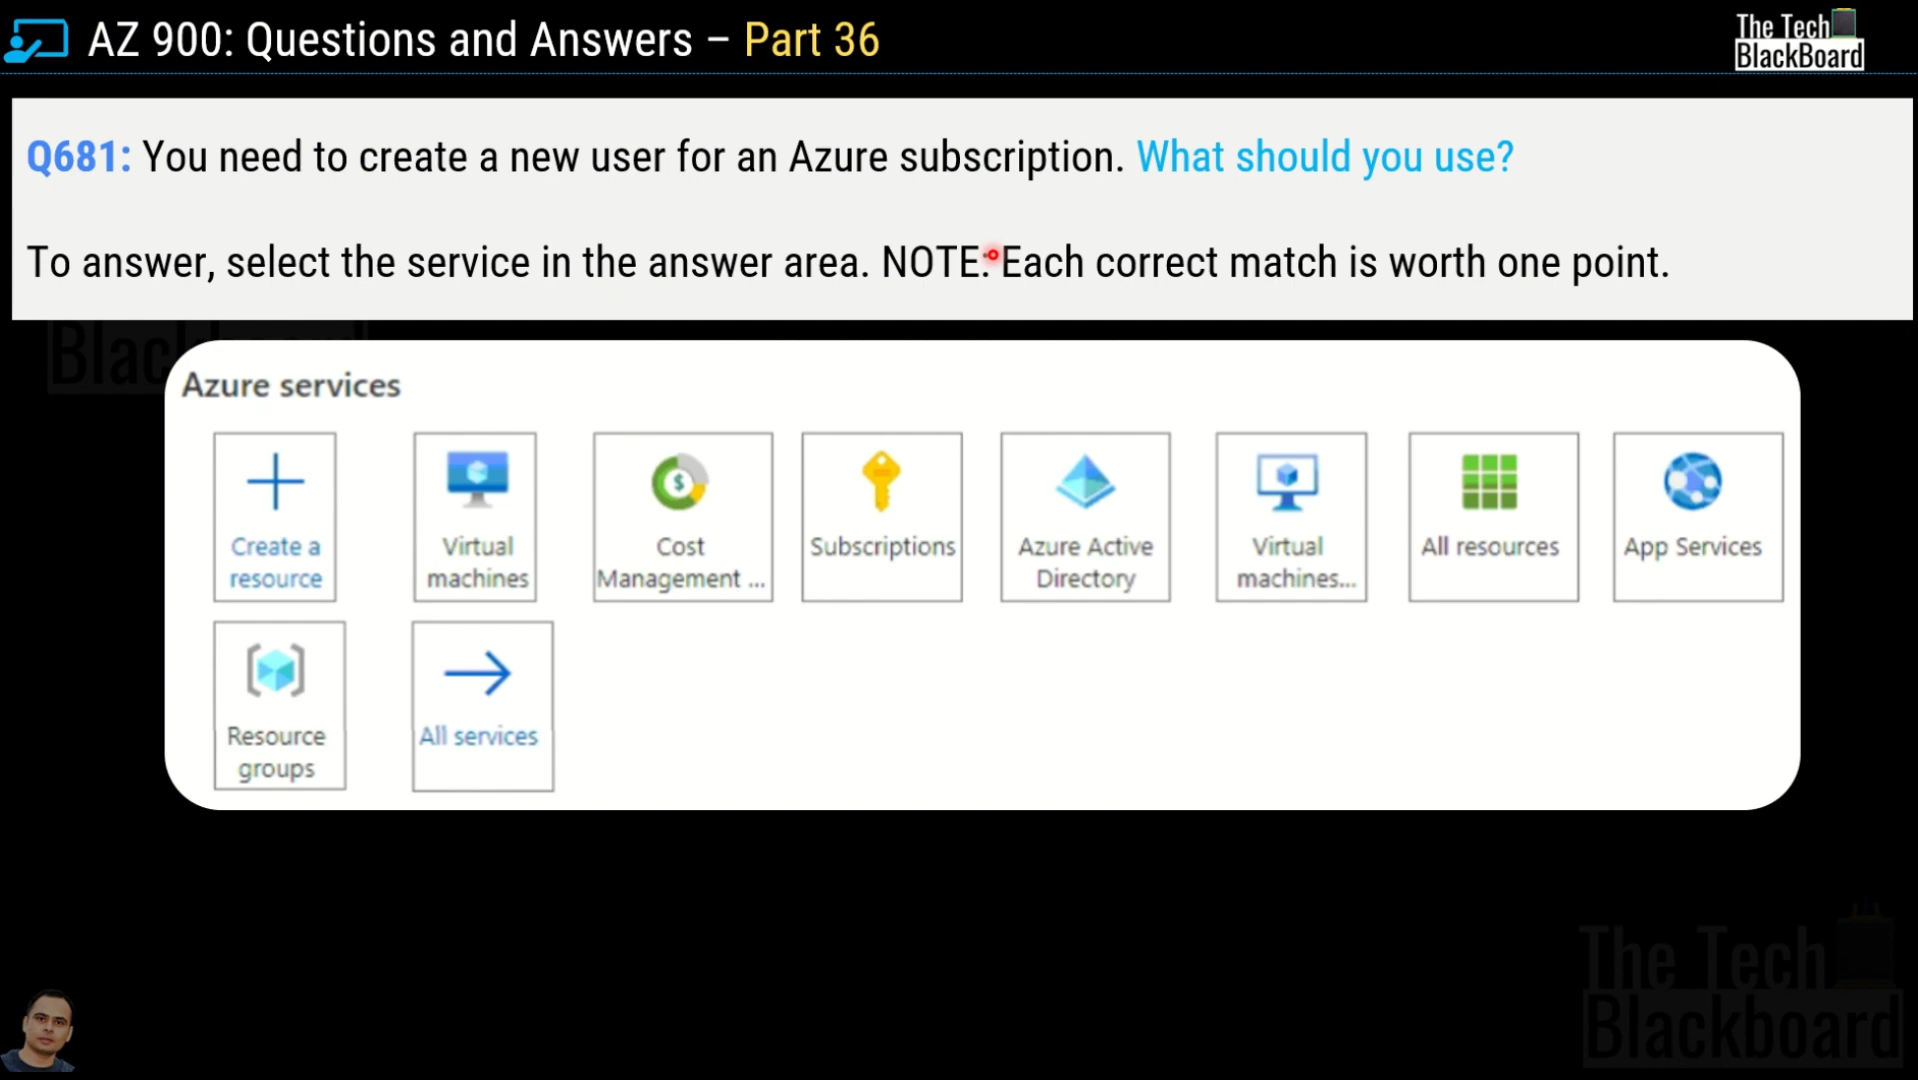 AZ 900: Questions and Answers – Part 36
The Tech
BlackBoard
Q681: You need to create a new user for an Azure subscription. What should you use?
To answer, select the service in the answer area. NOTE: Each correct match is worth one point.
Blackboard
Azure services
Create a
resource
Virtual
machines
Cost
Management ...
Subscriptions
Azure Active
Directory
Virtual
machines...
All resources
App Services
Resource
groups
All services
The Tech
Blackboard